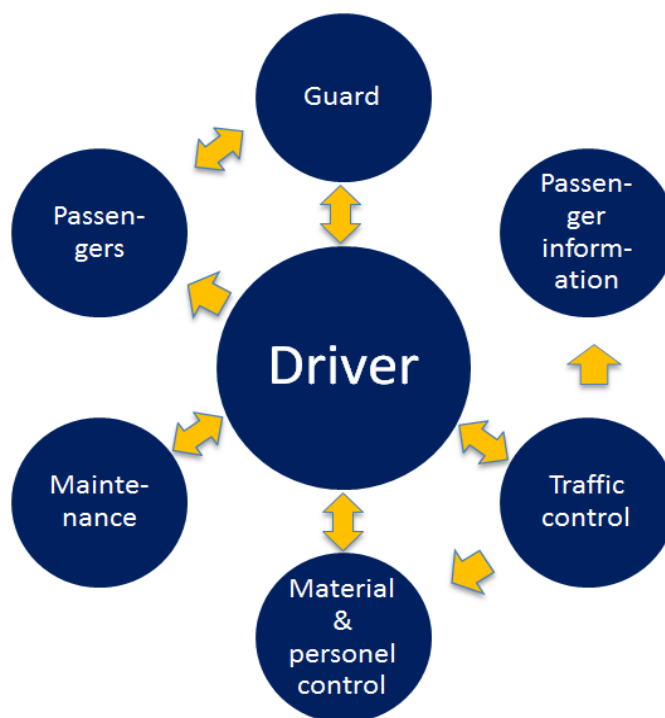 Guard
Passen-
ger
inform-
ation
Passen-
gers
Driver
Mainte-
nance
Traffic
control
Material
&
personel
control